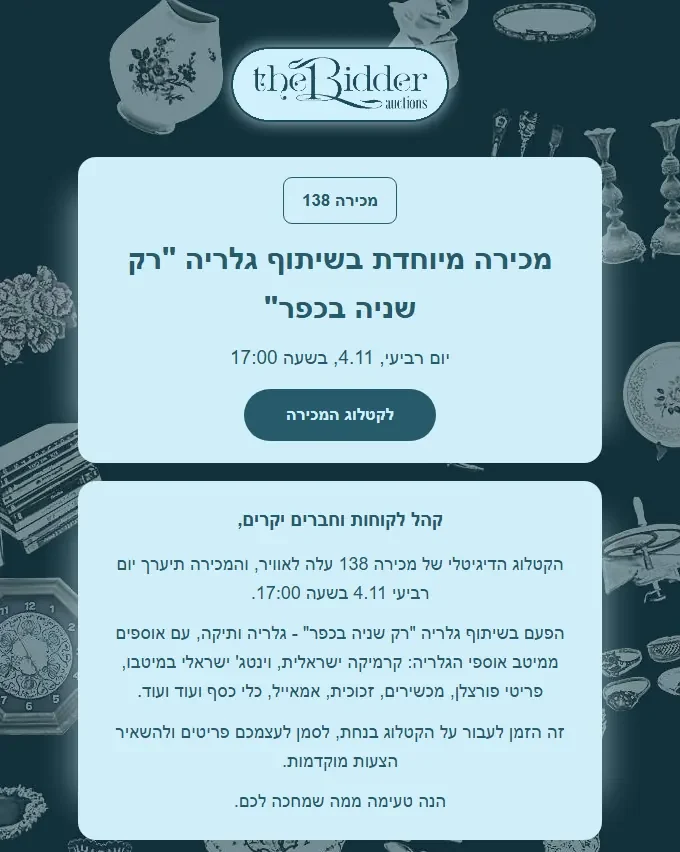 theBidder
auctions
מכירה 138
מכירה מיוחדת בשיתוף גלריה "רק
שניה בכפר"
יום רביעי, 4.11, בשעה 17:00
לקטלוג המכירה
קהל לקוחות וחברים יקרים,
הקטלוג הדיגיטלי של מכירה 138 עלה לאוויר, והמכירה תיערך יום
רביעי 4.11 בשעה 17:00.
הפעם בשיתוף גלריה "רק שניה בכפר" - גלריה ותיקה, עם אוספים
ממיטב אוספי הגלריה: קרמיקה ישראלית, וינטג' ישראלי במיטבו,
פריטי פורצלן, מכשירים, זכוכית, אמאייל, כלי כסף ועוד ועוד.
זה הזמן לעבור על הקטלוג בנחת, לסמן לעצמכם פריטים ולהשאיר
הצעות מוקדמות.
הנה טעימה ממה שמחכה לכם.